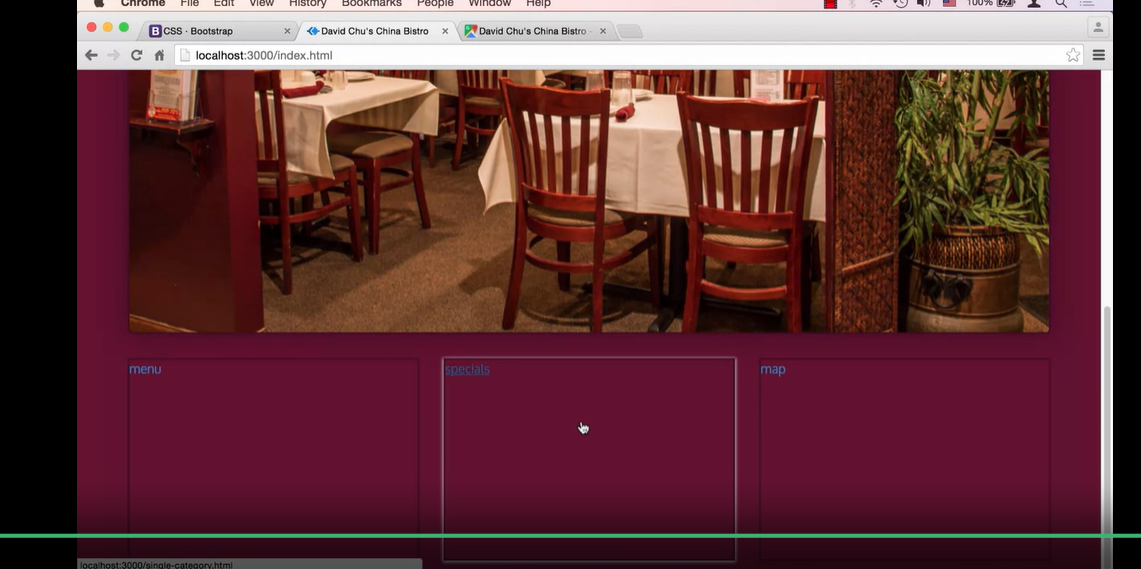 Chrome File Edit View History Bookmarks People Window Help 100%
CSS · Bootstrap David Chu's China Bistro David Chu's China Bistro ·
localhost:3000/index.html
menu specials map
localhost:3000/single-category.html